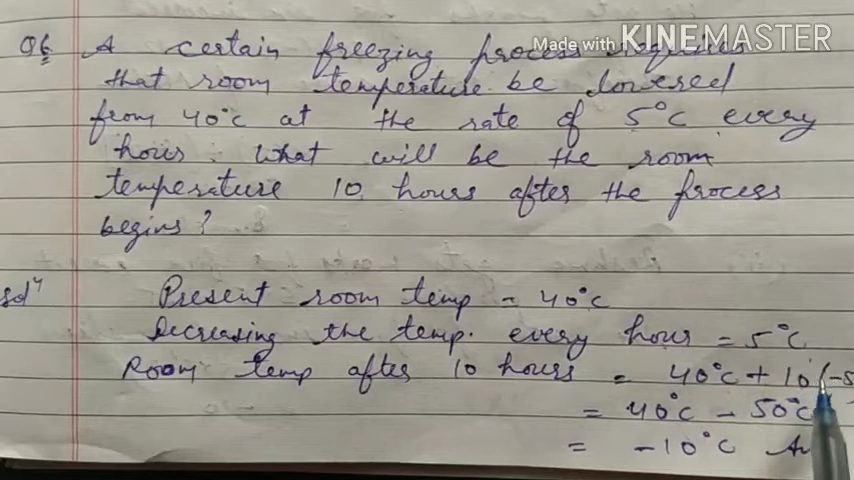 Made with KINEMASTER
Q6 A certain freezing process requires
that room temperature be lowered
from 40°C at the rate of 5°C every
hour. What will be the room
temperature 10 hours after the process
begins?
Solⁿ Present room temp = 40°C
Decreasing the temp. every hour = 5°C
Room temp after 10 hours = 40°C + 10(-5
= 40°C - 50°C
= -10°C